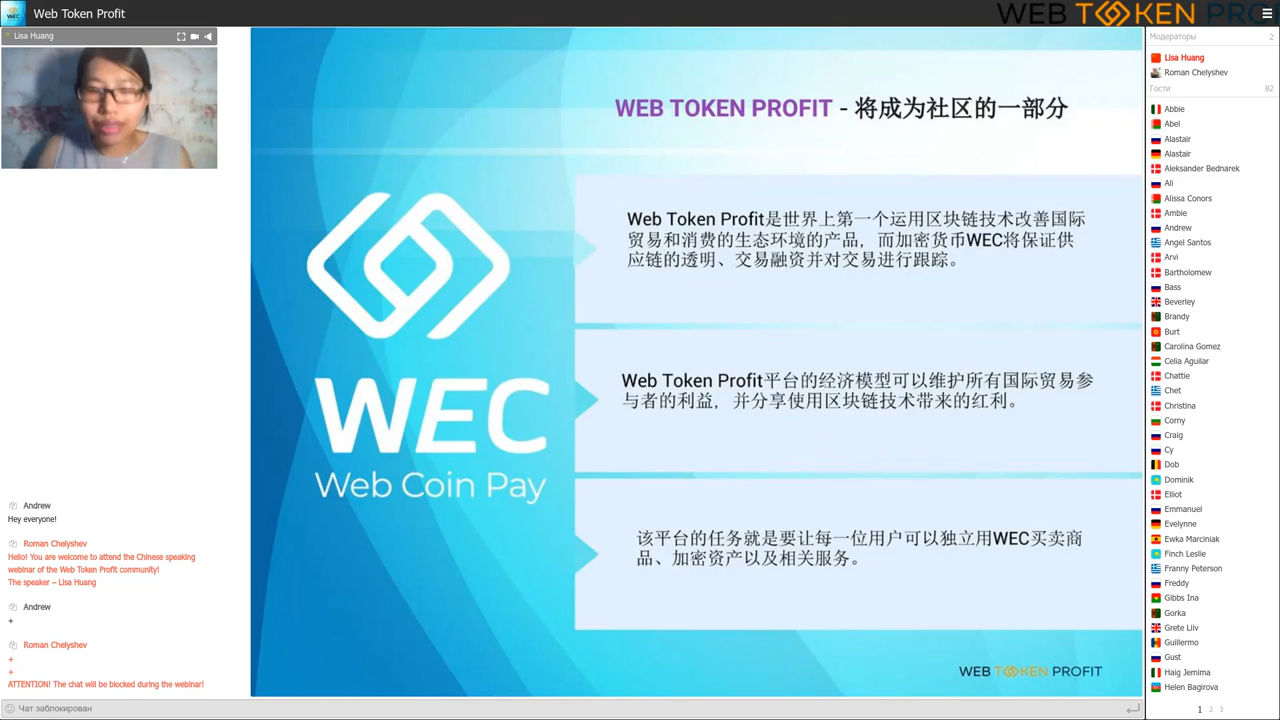 WEC
Web Token Profit
WEB TOKEN PRO
Lisa Huang
Andrew
Hey everyone!
Roman Chelyshev
Hello! You are welcome to attend the Chinese speaking
webinar of the Web Token Profit community!
The speaker – Lisa Huang
Andrew
+
Roman Chelyshev
+
+
ATTENTION! The chat will be blocked during the webinar!
Чат заблокирован
WEB TOKEN PROFIT - 将成为社区的一部分
Web Token Profit是世界上第一个运用区块链技术改善国际
贸易和消费的生态环境的产品，而加密货币WEC将保证供
应链的透明、交易融资并对交易进行跟踪。
Web Token Profit平台的经济模型可以维护所有国际贸易参
与者的利益，并分享使用区块链技术带来的红利。
该平台的任务就是要让每一位用户可以独立用WEC买卖商
品、加密资产以及相关服务。
WEC
Web Coin Pay
WEB TOKEN PROFIT
Модераторы 2
Lisa Huang
Roman Chelyshev
Гости 82
Abbie
Abel
Alastair
Alastair
Aleksander Bednarek
Ali
Alissa Conors
Ambie
Andrew
Angel Santos
Arvi
Bartholomew
Bass
Beverley
Brandy
Burt
Carolina Gomez
Celia Aguilar
Chattie
Chet
Christina
Corny
Craig
Cy
Dob
Dominik
Elliot
Emmanuel
Evelynne
Ewka Marciniak
Finch Leslie
Franny Peterson
Freddy
Gibbs Ina
Gorka
Grete Liiv
Guillermo
Gust
Haig Jemima
Helen Bagirova
1 2 3